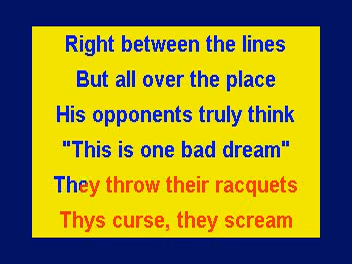 Right between the lines
But all over the place
His opponents truly think
"This is one bad dream"
They throw their racquets
Thys curse, they scream